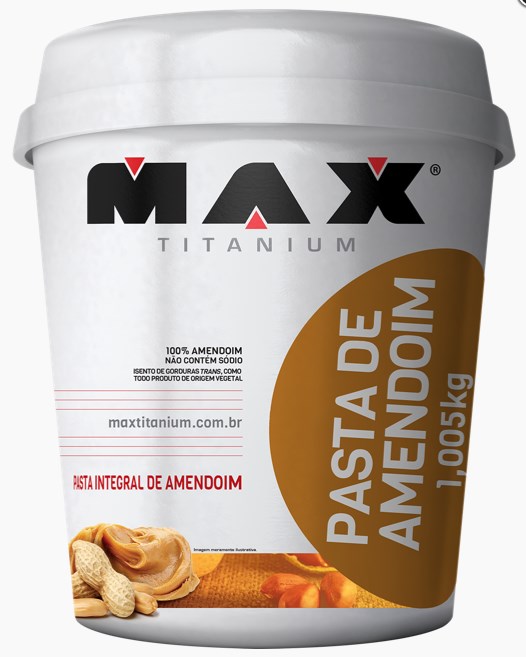 MAX®
TITANIUM
100% AMENDOIM
NÃO CONTÉM SÓDIO
ISENTO DE GORDURAS TRANS, COMO
TODO PRODUTO DE ORIGEM VEGETAL
maxtitanium.com.br
PASTA INTEGRAL DE AMENDOIM
PASTA DE
AMENDOIM
1,005kg
Imagem meramente ilustrativa.